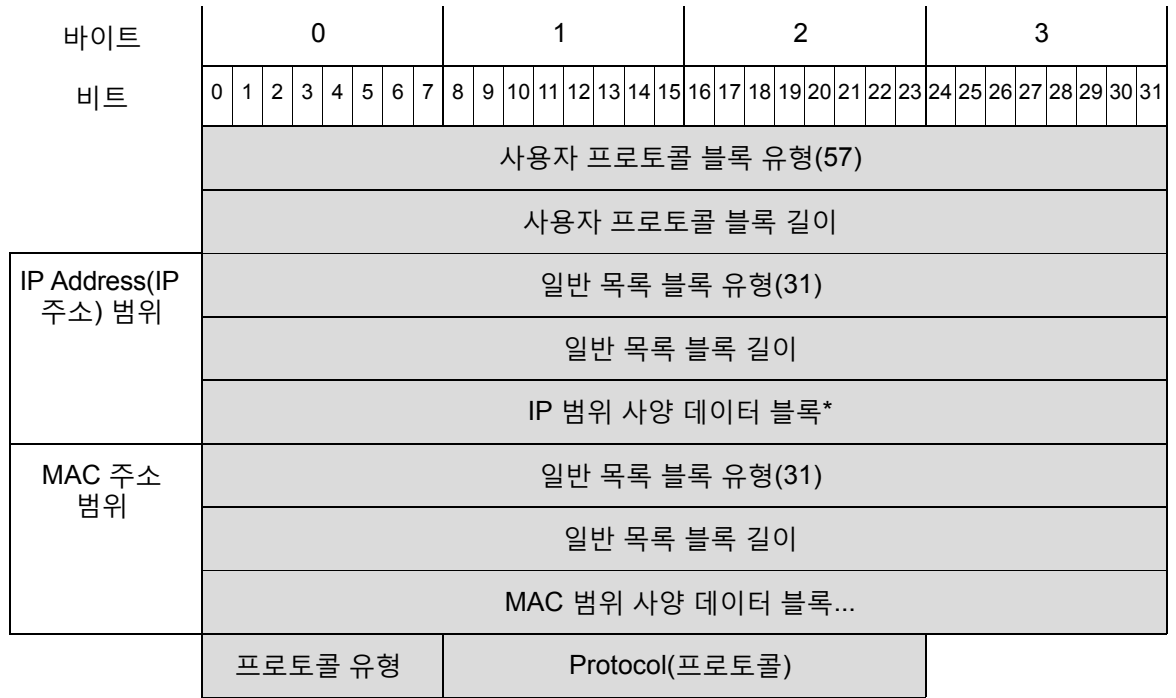 바이트 0 1 2 3
비트 0 1 2 3 4 5 6 7 8 9 10 11 12 13 14 15 16 17 18 19 20 21 22 23 24 25 26 27 28 29 30 31
사용자 프로토콜 블록 유형(57)
사용자 프로토콜 블록 길이
IP Address(IP
주소) 범위
일반 목록 블록 유형(31)
일반 목록 블록 길이
IP 범위 사양 데이터 블록*
MAC 주소
범위
일반 목록 블록 유형(31)
일반 목록 블록 길이
MAC 범위 사양 데이터 블록...
프로토콜 유형 Protocol(프로토콜)